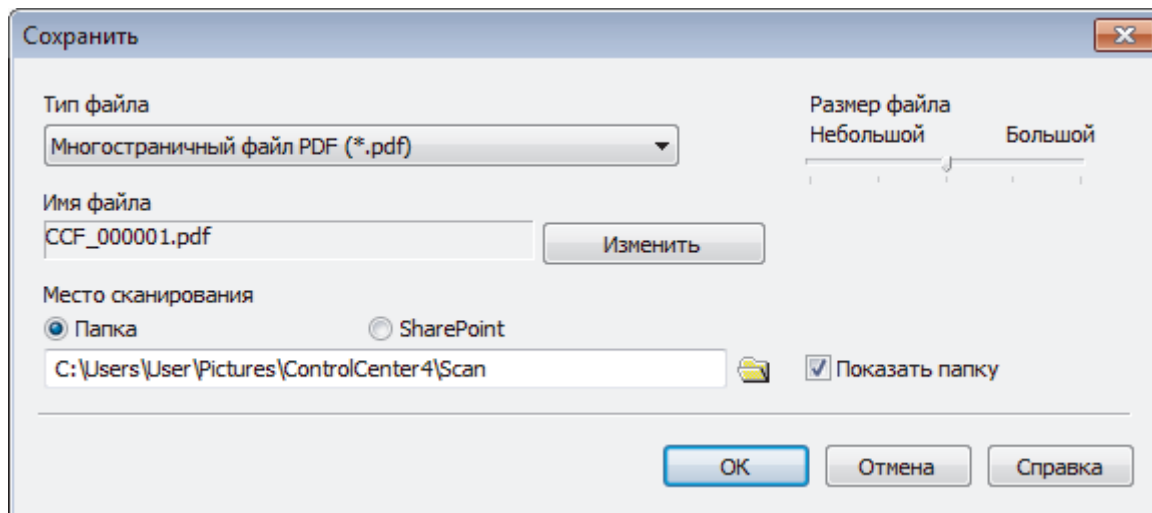 Сохранить
Тип файла
Многостраничный файл PDF (*.pdf)
Размер файла
Небольшой Большой
Имя файла
CCF_000001.pdf
Изменить
Место сканирования
Папка SharePoint
C:\Users\User\Pictures\ControlCenter4\Scan
Показать папку
OK Отмена Справка